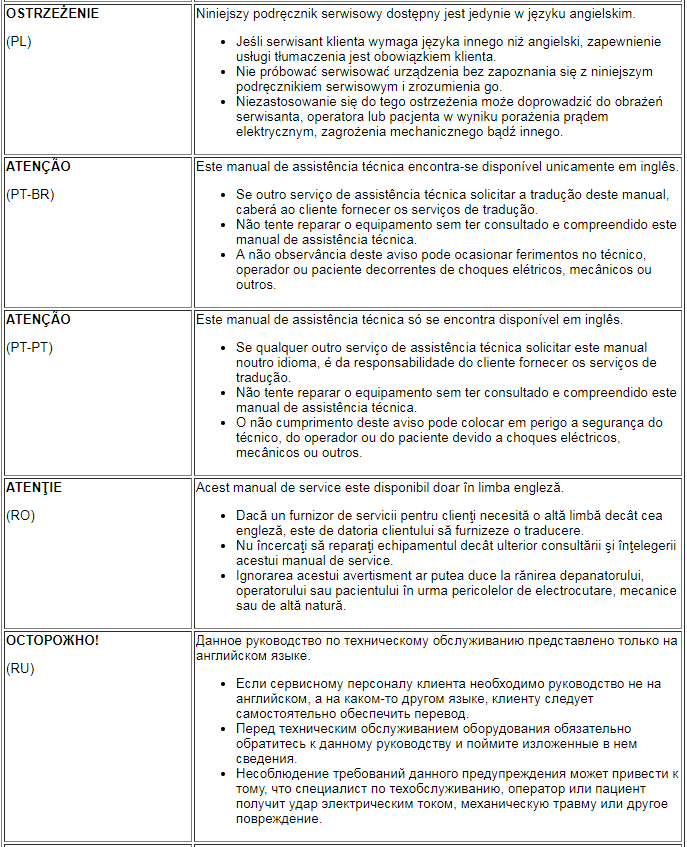 OSTRZEŻENIE
(PL)
Niniejszy podręcznik serwisowy dostępny jest jedynie w języku angielskim.
• Jeśli serwisant klienta wymaga języka innego niż angielski, zapewnienie
usługi tłumaczenia jest obowiązkiem klienta.
• Nie próbować serwisować urządzenia bez zapoznania się z niniejszym
podręcznikiem serwisowym i zrozumienia go.
• Niezastosowanie się do tego ostrzeżenia może doprowadzić do obrażeń
serwisanta, operatora lub pacjenta w wyniku porażenia prądem
elektrycznym, zagrożenia mechanicznego bądź innego.
ATENÇÃO
(PT-BR)
Este manual de assistência técnica encontra-se disponível unicamente em inglês.
• Se outro serviço de assistência técnica solicitar a tradução deste manual,
caberá ao cliente fornecer os serviços de tradução.
• Não tente reparar o equipamento sem ter consultado e compreendido este
manual de assistência técnica.
• A não observância deste aviso pode ocasionar ferimentos no técnico,
operador ou paciente decorrentes de choques elétricos, mecânicos ou
outros.
ATENÇÃO
(PT-PT)
Este manual de assistência técnica só se encontra disponível em inglês.
• Se qualquer outro serviço de assistência técnica solicitar este manual
noutro idioma, é da responsabilidade do cliente fornecer os serviços de
tradução.
• Não tente reparar o equipamento sem ter consultado e compreendido este
manual de assistência técnica.
• O não cumprimento deste aviso pode colocar em perigo a segurança do
técnico, do operador ou do paciente devido a choques eléctricos,
mecânicos ou outros.
ATENŢIE
(RO)
Acest manual de service este disponibil doar în limba engleză.
• Dacă un furnizor de servicii pentru clienţi necesită o altă limbă decât cea
engleză, este de datoria clientului să furnizeze o traducere.
• Nu încercaţi să reparaţi echipamentul decât ulterior consultării şi înţelegerii
acestui manual de service.
• Ignorarea acestui avertisment ar putea duce la rănirea depanatorului,
operatorului sau pacientului în urma pericolelor de electrocutare, mecanice
sau de altă natură.
ОСТОРОЖНО!
(RU)
Данное руководство по техническому обслуживанию представлено только на
английском языке.
• Если сервисному персоналу клиента необходимо руководство не на
английском, а на каком-то другом языке, клиенту следует
самостоятельно обеспечить перевод.
• Перед техническим обслуживанием оборудования обязательно
обратитесь к данному руководству и поймите изложенные в нем
сведения.
• Несоблюдение требований данного предупреждения может привести к
тому, что специалист по техобслуживанию, оператор или пациент
получит удар электрическим током, механическую травму или другое
повреждение.